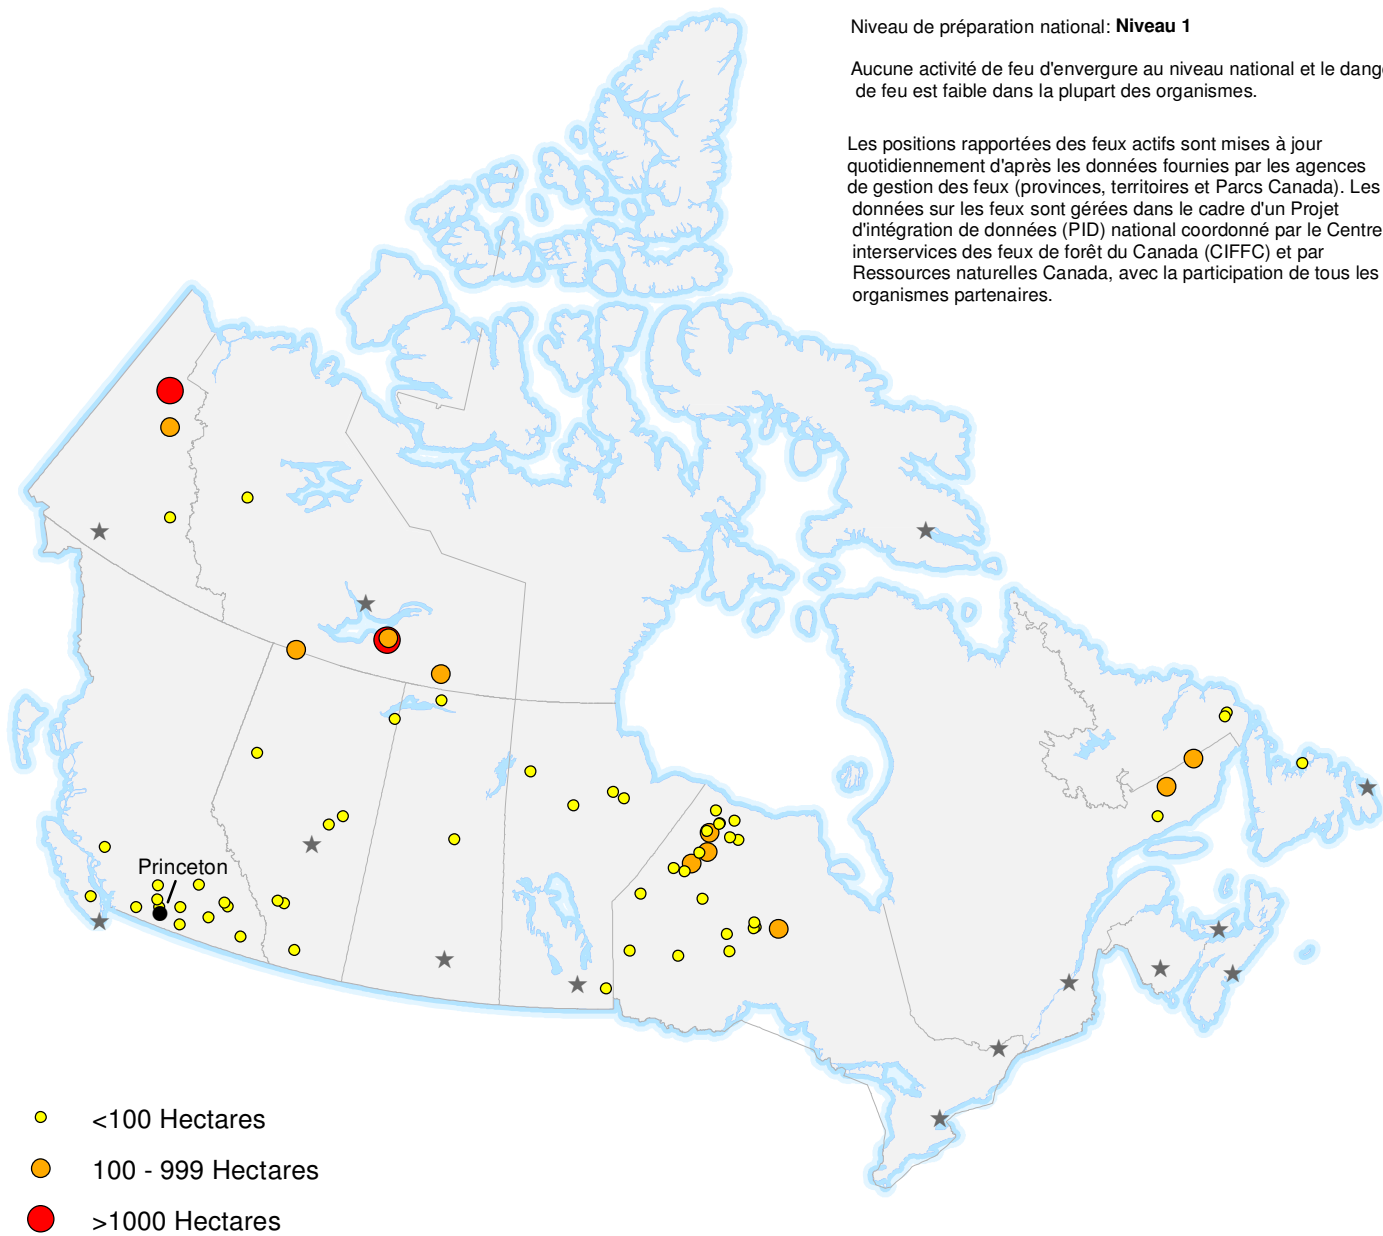 Niveau de préparation national: Niveau 1
Aucune activité de feu d'envergure au niveau national et le dang
de feu est faible dans la plupart des organismes.
Les positions rapportées des feux actifs sont mises à jour
quotidiennement d'après les données fournies par les agences
de gestion des feux (provinces, territoires et Parcs Canada). Les
données sur les feux sont gérées dans le cadre d'un Projet
d'intégration de données (PID) national coordonné par le Centre
interservices des feux de forêt du Canada (CIFFC) et par
Ressources naturelles Canada, avec la participation de tous les
organismes partenaires.
Princeton
<100 Hectares
100 - 999 Hectares
>1000 Hectares